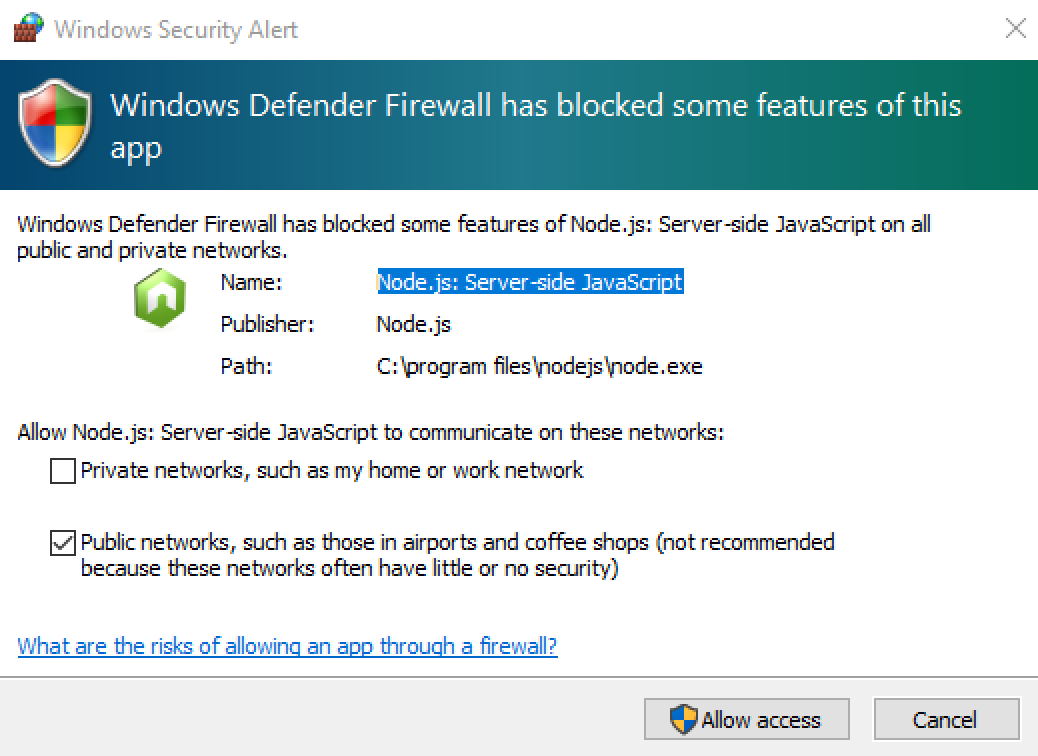 Windows Security Alert
Windows Defender Firewall has blocked some features of this
app
Windows Defender Firewall has blocked some features of Node.js: Server-side JavaScript on all
public and private networks.
Name: Node.js: Server-side JavaScript
Publisher: Node.js
Path: C:\program files\nodejs\node.exe
Allow Node.js: Server-side JavaScript to communicate on these networks:
Private networks, such as my home or work network
Public networks, such as those in airports and coffee shops (not recommended
because these networks often have little or no security)
What are the risks of allowing an app through a firewall?
Allow access Cancel